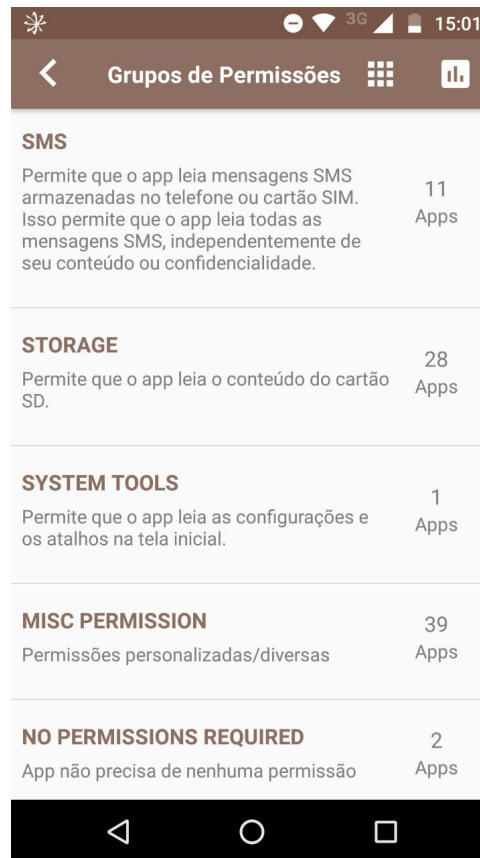 3G 15:01
Grupos de Permissões
SMS
Permite que o app leia mensagens SMS
armazenadas no telefone ou cartão SIM.
Isso permite que o app leia todas as
mensagens SMS, independentemente de
seu conteúdo ou confidencialidade.
11
Apps
STORAGE
Permite que o app leia o conteúdo do cartão
SD.
28
Apps
SYSTEM TOOLS
Permite que o app leia as configurações e
os atalhos na tela inicial.
1
Apps
MISC PERMISSION
Permissões personalizadas/diversas
39
Apps
NO PERMISSIONS REQUIRED
App não precisa de nenhuma permissão
2
Apps